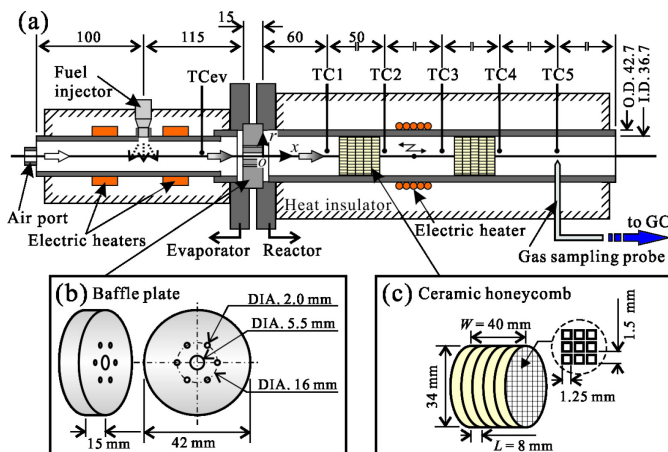 (a)
15
100
115
60
50
Fuel
injector
TCev
TC1
TC2
TC3
TC4
TC5
O.D. 42.7
I.D. 36.7
r
o
x
Air port
Electric heaters
Heat insulator
Evaporator
Reactor
Electric heater
Gas sampling probe
to GC
(b) Baffle plate
DIA. 2.0 mm
DIA. 5.5 mm
DIA. 16 mm
15 mm
42 mm
(c) Ceramic honeycomb
W = 40 mm
34 mm
L = 8 mm
1.5 mm
1.25 mm